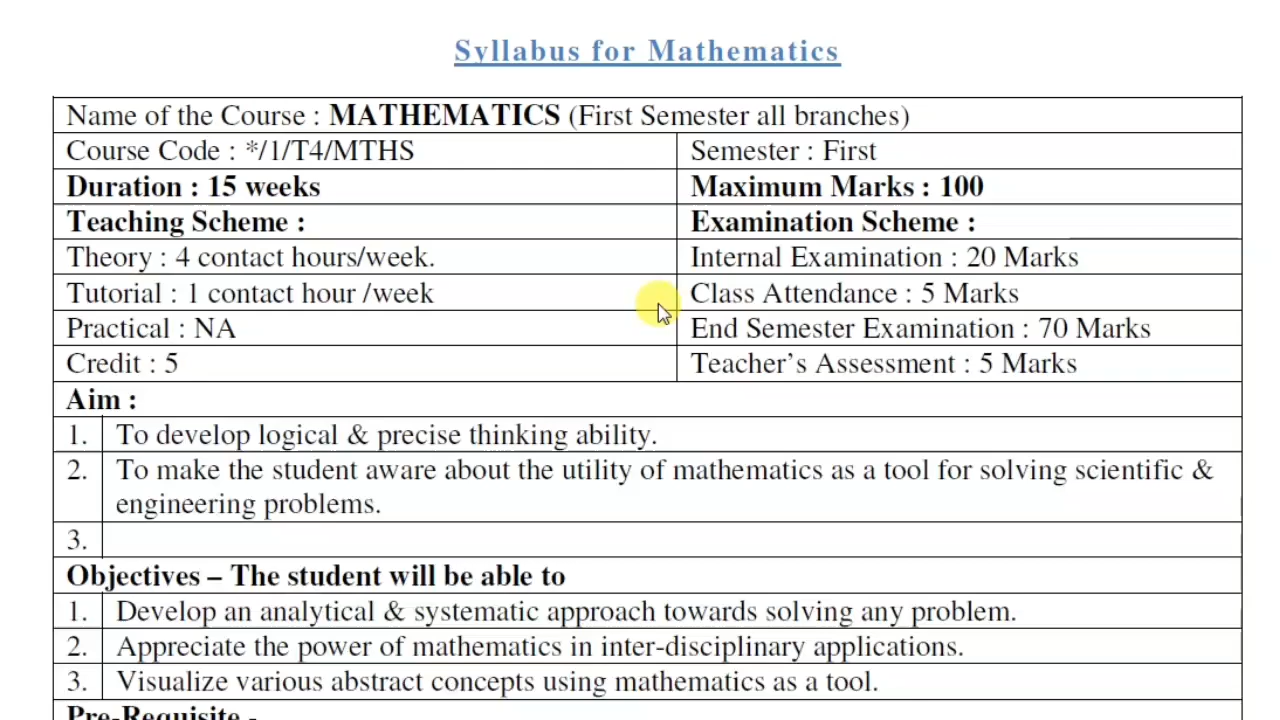 Syllabus for Mathematics
Name of the Course : MATHEMATICS (First Semester all branches)
Course Code : */1/T4/MTHS
Semester : First
Duration : 15 weeks
Maximum Marks : 100
Teaching Scheme :
Examination Scheme :
Theory : 4 contact hours/week.
Internal Examination : 20 Marks
Tutorial : 1 contact hour /week
Class Attendance : 5 Marks
Practical : NA
End Semester Examination : 70 Marks
Credit : 5
Teacher’s Assessment : 5 Marks
Aim :
1. To develop logical & precise thinking ability.
2. To make the student aware about the utility of mathematics as a tool for solving scientific &
engineering problems.
3.
Objectives – The student will be able to
1. Develop an analytical & systematic approach towards solving any problem.
2. Appreciate the power of mathematics in inter-disciplinary applications.
3. Visualize various abstract concepts using mathematics as a tool.
Pre-Requisite -